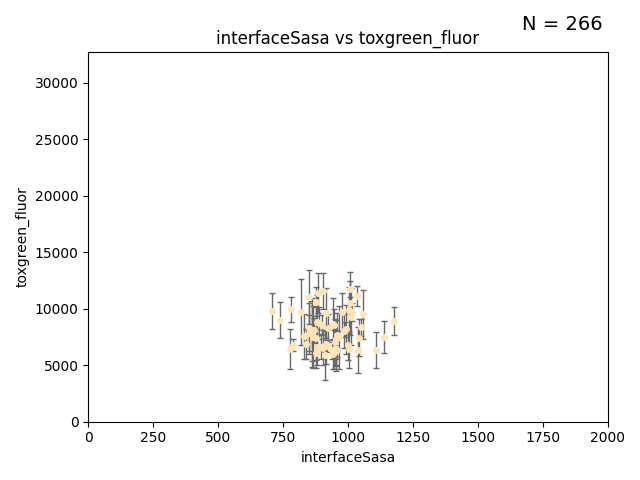 N = 266
interfaceSasa vs toxgreen_fluor
30000
25000
20000
15000
10000
5000
0
toxgreen_fluor
0 250 500 750 1000 1250 1500 1750 2000
interfaceSasa